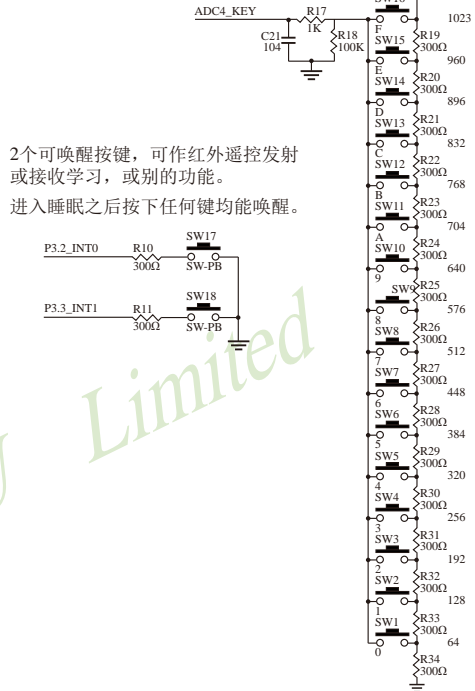 SW16
ADC4_KEY
R17
1K
1023
C21
104
R18
100K
F
SW15
R19
300Ω
960
E
SW14
R20
300Ω
896
D
SW13
R21
300Ω
832
C
SW12
R22
300Ω
768
B
SW11
R23
300Ω
704
A
SW10
R24
300Ω
640
9
SW9
R25
300Ω
576
8
SW8
R26
300Ω
512
7
SW7
R27
300Ω
448
6
SW6
R28
300Ω
384
5
SW5
R29
300Ω
320
4
SW4
R30
300Ω
256
3
SW3
R31
300Ω
192
2
SW2
R32
300Ω
128
1
SW1
R33
300Ω
64
0
R34
300Ω
2个可唤醒按键，可作红外遥控发射
或接收学习，或别的功能。
进入睡眠之后按下任何键均能唤醒。
P3.2_INT0
R10
300Ω
SW17
SW-PB
P3.3_INT1
R11
300Ω
SW18
SW-PB
Limited